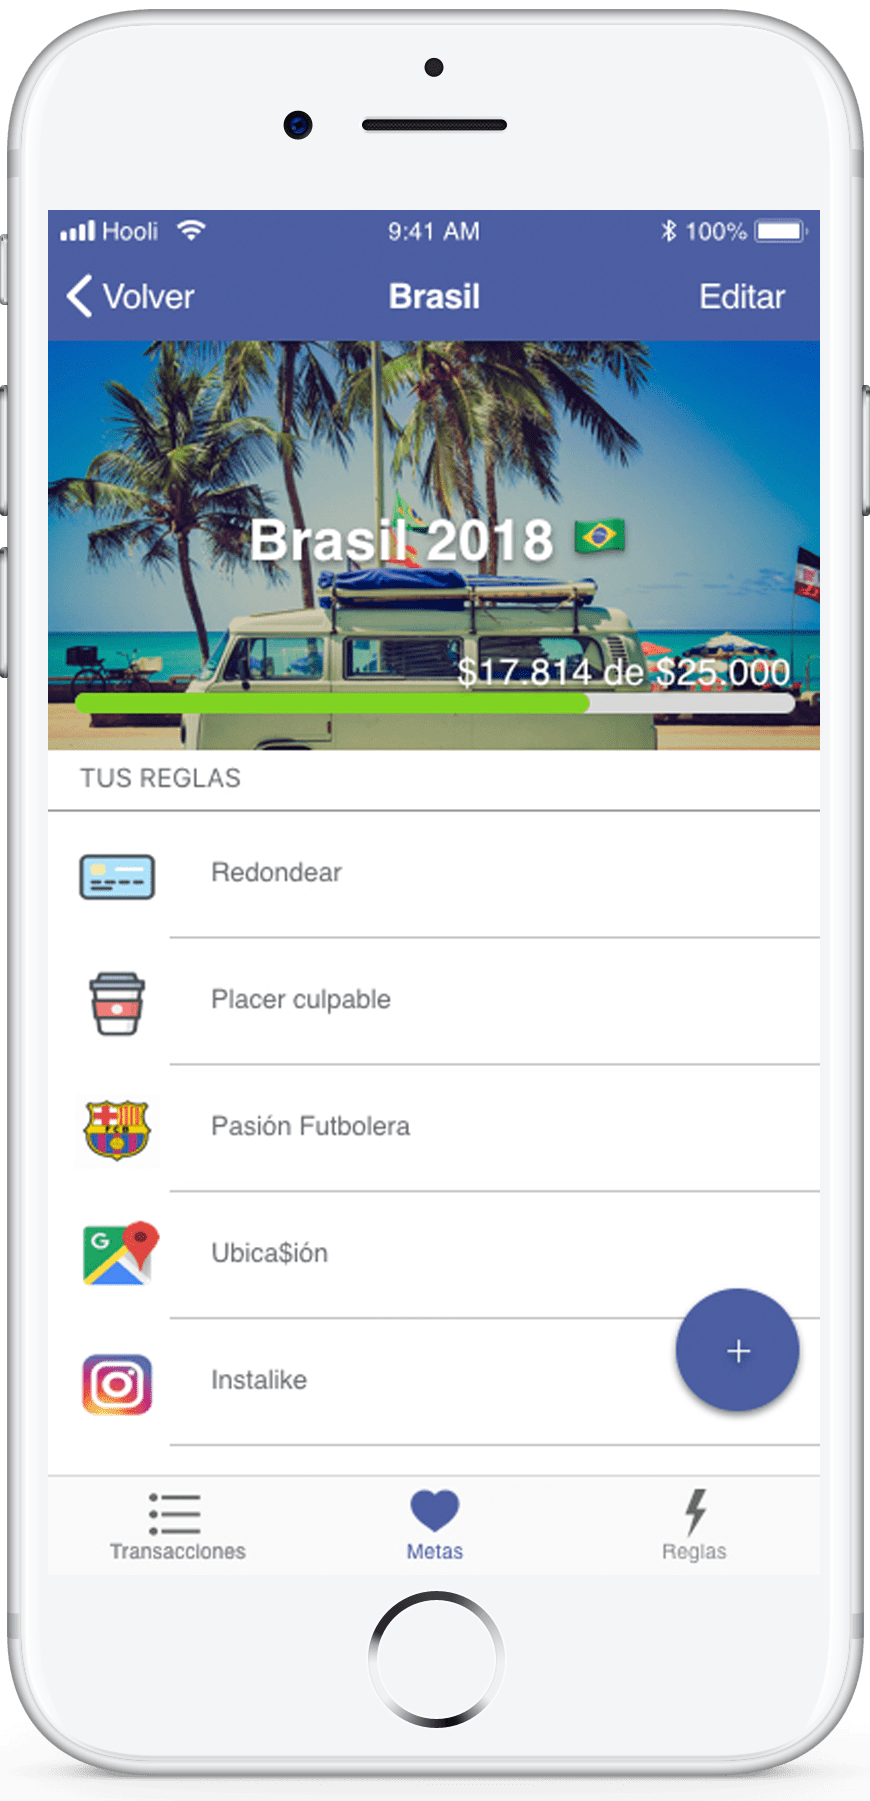 Hooli 9:41 AM 100%
Volver Brasil Editar
Brasil 2018
$17.814 de $25.000
TUS REGLAS
Redondear
Placer culpable
FCB
Pasión Futbolera
G
Ubica$ión
Instalike
+
Transacciones Metas Reglas